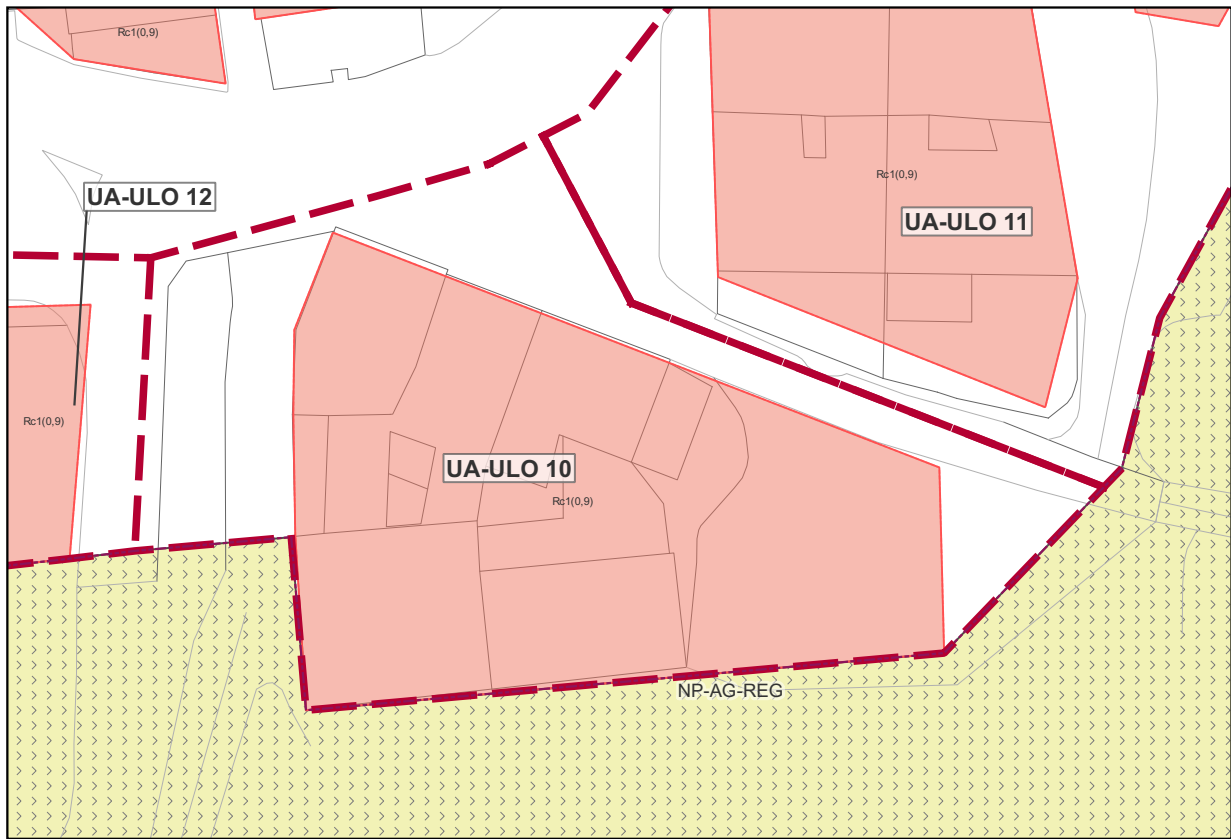 Rc1(0,9)
UA-ULO 12
Rc1(0,9)
UA-ULO 11
Rc1(0,9)
UA-ULO 10
Rc1(0,9)
NP-AG-REG